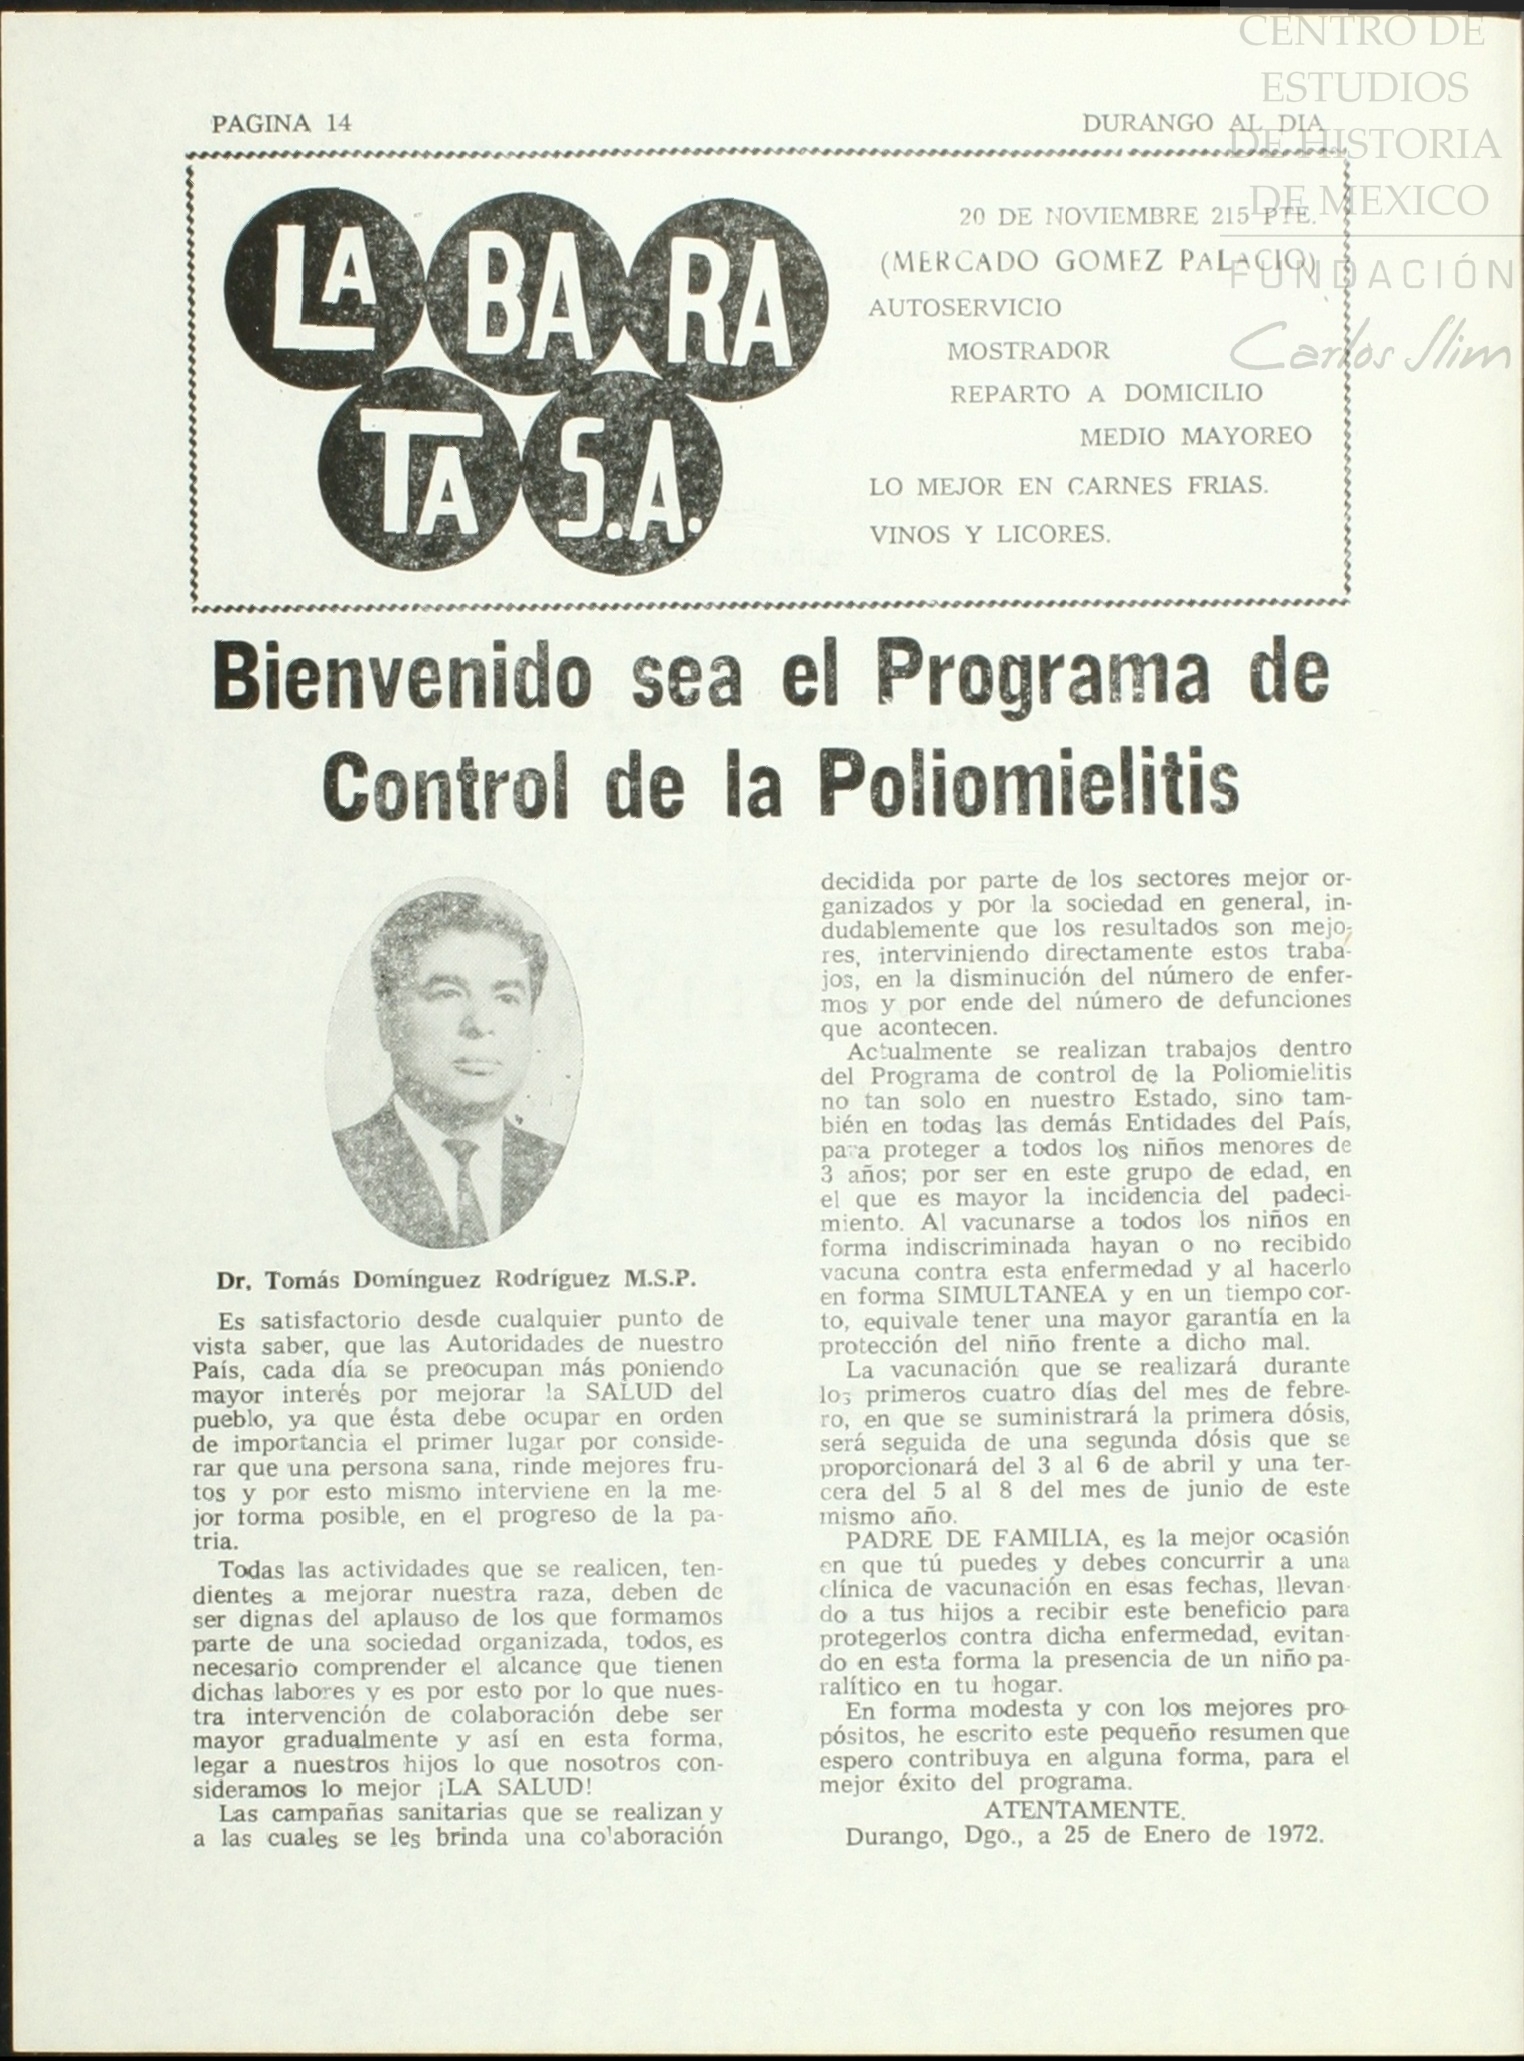 CENTRO DE
ESTUDIOS
DE HISTORIA
DE MEXICO
FUNDACIÓN
Carlos Slim
PAGINA 14
DURANGO AL DIA
LA BARA
TA S.A.
20 DE NOVIEMBRE 215 PTE.
(MERCADO GOMEZ PALACIO)
AUTOSERVICIO
MOSTRADOR
REPARTO A DOMICILIO
MEDIO MAYOREO
LO MEJOR EN CARNES FRIAS.
VINOS Y LICORES.
Bienvenido sea el Programa de
Control de la Poliomielitis
Dr. Tomás Domínguez Rodríguez M.S.P.
Es satisfactorio desde cualquier punto de
vista saber, que las Autoridades de nuestro
País, cada día se preocupan más poniendo
mayor interés por mejorar la SALUD del
pueblo, ya que ésta debe ocupar en orden
de importancia el primer lugar por conside-
rar que una persona sana, rinde mejores fru-
tos y por esto mismo interviene en la me-
jor torma posible, en el progreso de la pa-
tria.
Todas las actividades que se realicen, ten-
dientes a mejorar nuestra raza, deben de
ser dignas del aplauso de los que formamos
parte de una sociedad organizada, todos, es
necesario comprender el alcance que tienen
dichas labores y es por esto por lo que nues-
tra intervención de colaboración debe ser
mayor gradualmente y así en esta forma,
legar a nuestros hijos lo que nosotros con-
sideramos lo mejor ¡LA SALUD!
Las campañas sanitarias que se realizan y
a las cuales se les brinda una colaboración
decidida por parte de los sectores mejor or-
ganizados y por la sociedad en general, in-
dudablemente que los resultados son mejo-
res, interviniendo directamente estos traba-
jos, en la disminución del número de enfer-
mos y por ende del número de defunciones
que acontecen.
Actualmente se realizan trabajos dentro
del Programa de control de la Poliomielitis
no tan solo en nuestro Estado, sino tam-
bién en todas las demás Entidades del País,
para proteger a todos los niños menores de
3 años; por ser en este grupo de edad, en
el que es mayor la incidencia del padeci-
miento. Al vacunarse a todos los niños en
forma indiscriminada hayan o no recibido
vacuna contra esta enfermedad y al hacerlo
en forma SIMULTANEA y en un tiempo cor-
to, equivale tener una mayor garantía en la
protección del niño frente a dicho mal.
La vacunación que se realizará durante
los primeros cuatro días del mes de febre-
ro, en que se suministrará la primera dósis,
será seguida de una segunda dósis que se
proporcionará del 3 al 6 de abril y una ter-
cera del 5 al 8 del mes de junio de este
mismo año.
PADRE DE FAMILIA, es la mejor ocasión
en que tú puedes y debes concurrir a una
clínica de vacunación en esas fechas, llevan-
do a tus hijos a recibir este beneficio para
protegerlos contra dicha enfermedad, evitan-
do en esta forma la presencia de un niño pa-
ralítico en tu hogar.
En forma modesta y con los mejores pro-
pósitos, he escrito este pequeño resumen que
espero contribuya en alguna forma, para el
mejor éxito del programa.
ATENTAMENTE.
Durango, Dgo., a 25 de Enero de 1972.